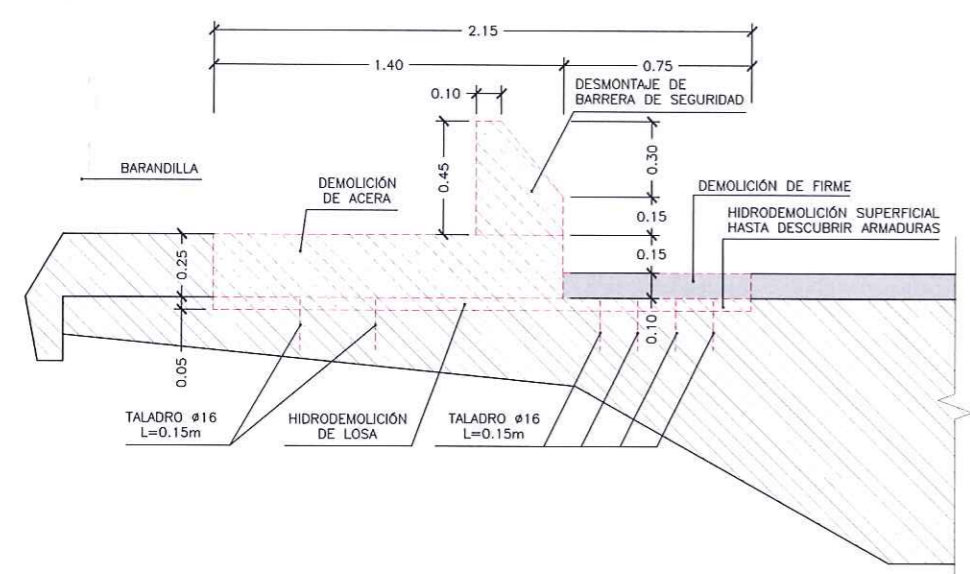 2.15
1.40
0.75
0.10
DESMONTAJE DE
BARRERA DE SEGURIDAD
0.45
0.30
BARANDILLA
DEMOLICIÓN
DE ACERA
DEMOLICIÓN DE FIRME
0.15
HIDRODEMOLICIÓN SUPERFICIAL
HASTA DESCUBRIR ARMADURAS
0.25
0.15
0.10
0.05
TALADRO ø16
L=0.15m
HIDRODEMOLICIÓN
DE LOSA
TALADRO ø16
L=0.15m